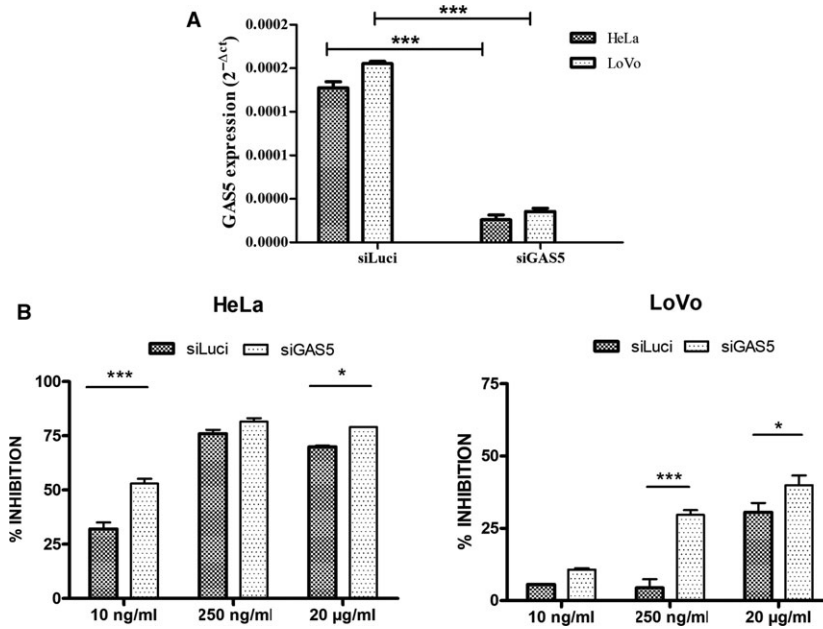 A
GAS5 expression (2^−Δct)
0.0002
0.0002
0.0001
0.0001
0.0000
0.0000
***
***
HeLa
LoVo
siLuci
siGAS5
B
HeLa
siLuci
siGAS5
% INHIBITION
100
75
50
25
0
***
*
10 ng/ml
250 ng/ml
20 µg/ml
LoVo
siLuci
siGAS5
% INHIBITION
75
50
25
0
***
*
10 ng/ml
250 ng/ml
20 µg/ml